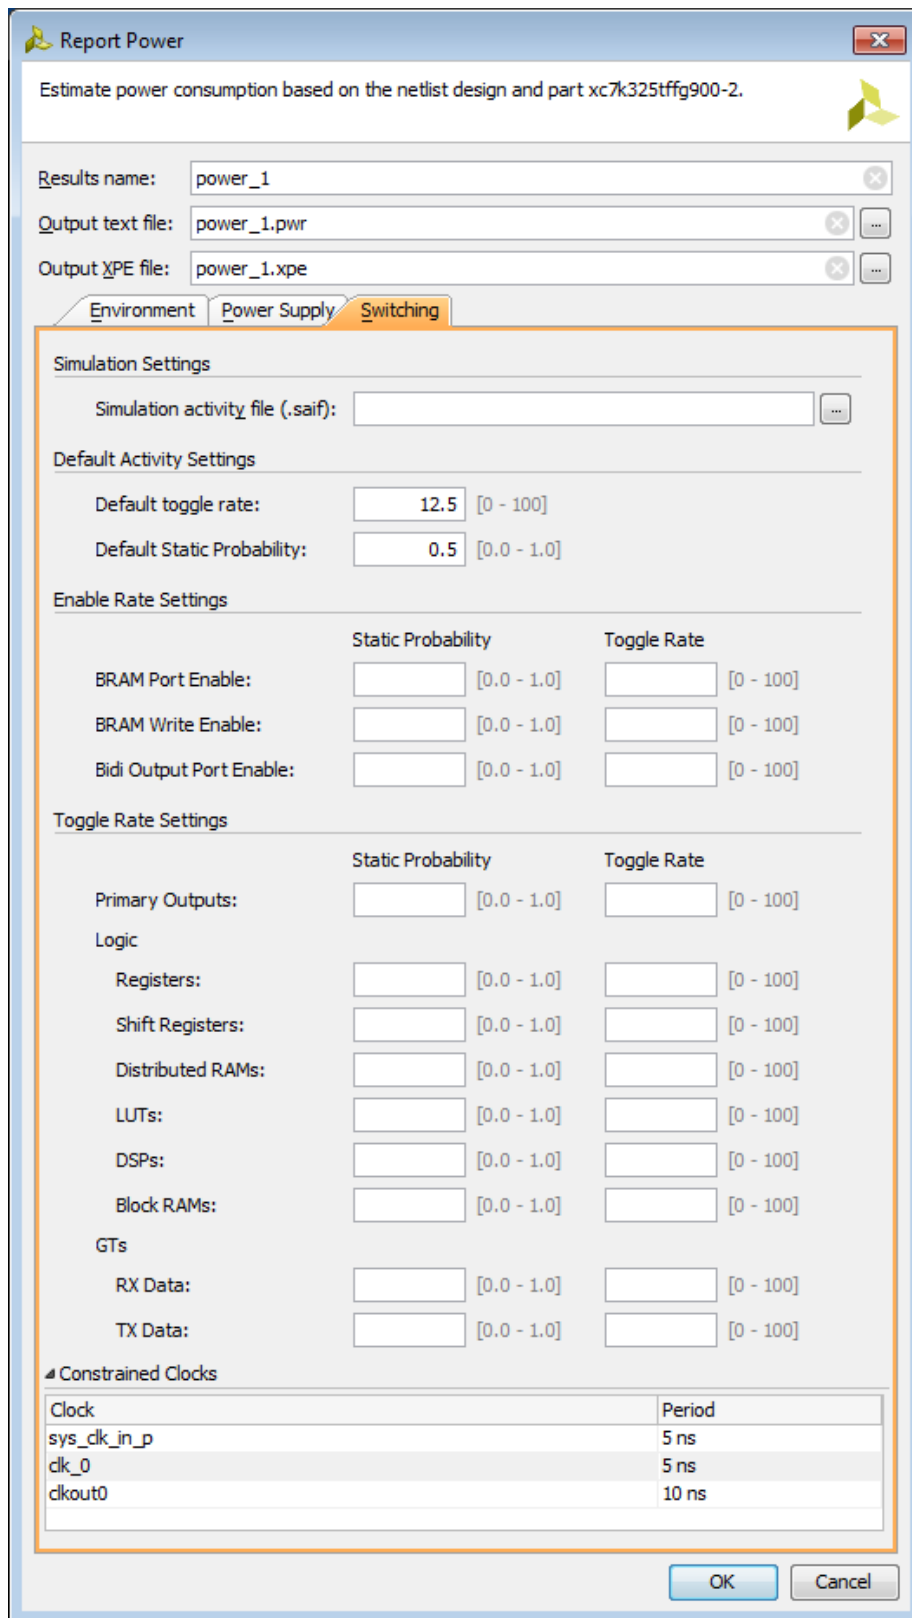 Report Power
Estimate power consumption based on the netlist design and part xc7k325tffg900-2.
Results name: power_1
Output text file: power_1.pwr ...
Output XPE file: power_1.xpe ...
Environment Power Supply Switching
Simulation Settings
Simulation activity file (.saif): ...
Default Activity Settings
Default toggle rate: 12.5 [0 - 100]
Default Static Probability: 0.5 [0.0 - 1.0]
Enable Rate Settings
Static Probability Toggle Rate
BRAM Port Enable: [0.0 - 1.0] [0 - 100]
BRAM Write Enable: [0.0 - 1.0] [0 - 100]
Bidi Output Port Enable: [0.0 - 1.0] [0 - 100]
Toggle Rate Settings
Static Probability Toggle Rate
Primary Outputs: [0.0 - 1.0] [0 - 100]
Logic
Registers: [0.0 - 1.0] [0 - 100]
Shift Registers: [0.0 - 1.0] [0 - 100]
Distributed RAMs: [0.0 - 1.0] [0 - 100]
LUTs: [0.0 - 1.0] [0 - 100]
DSPs: [0.0 - 1.0] [0 - 100]
Block RAMs: [0.0 - 1.0] [0 - 100]
GTs
RX Data: [0.0 - 1.0] [0 - 100]
TX Data: [0.0 - 1.0] [0 - 100]
Constrained Clocks
Clock Period
sys_clk_in_p 5 ns
clk_0 5 ns
clkout0 10 ns
OK Cancel